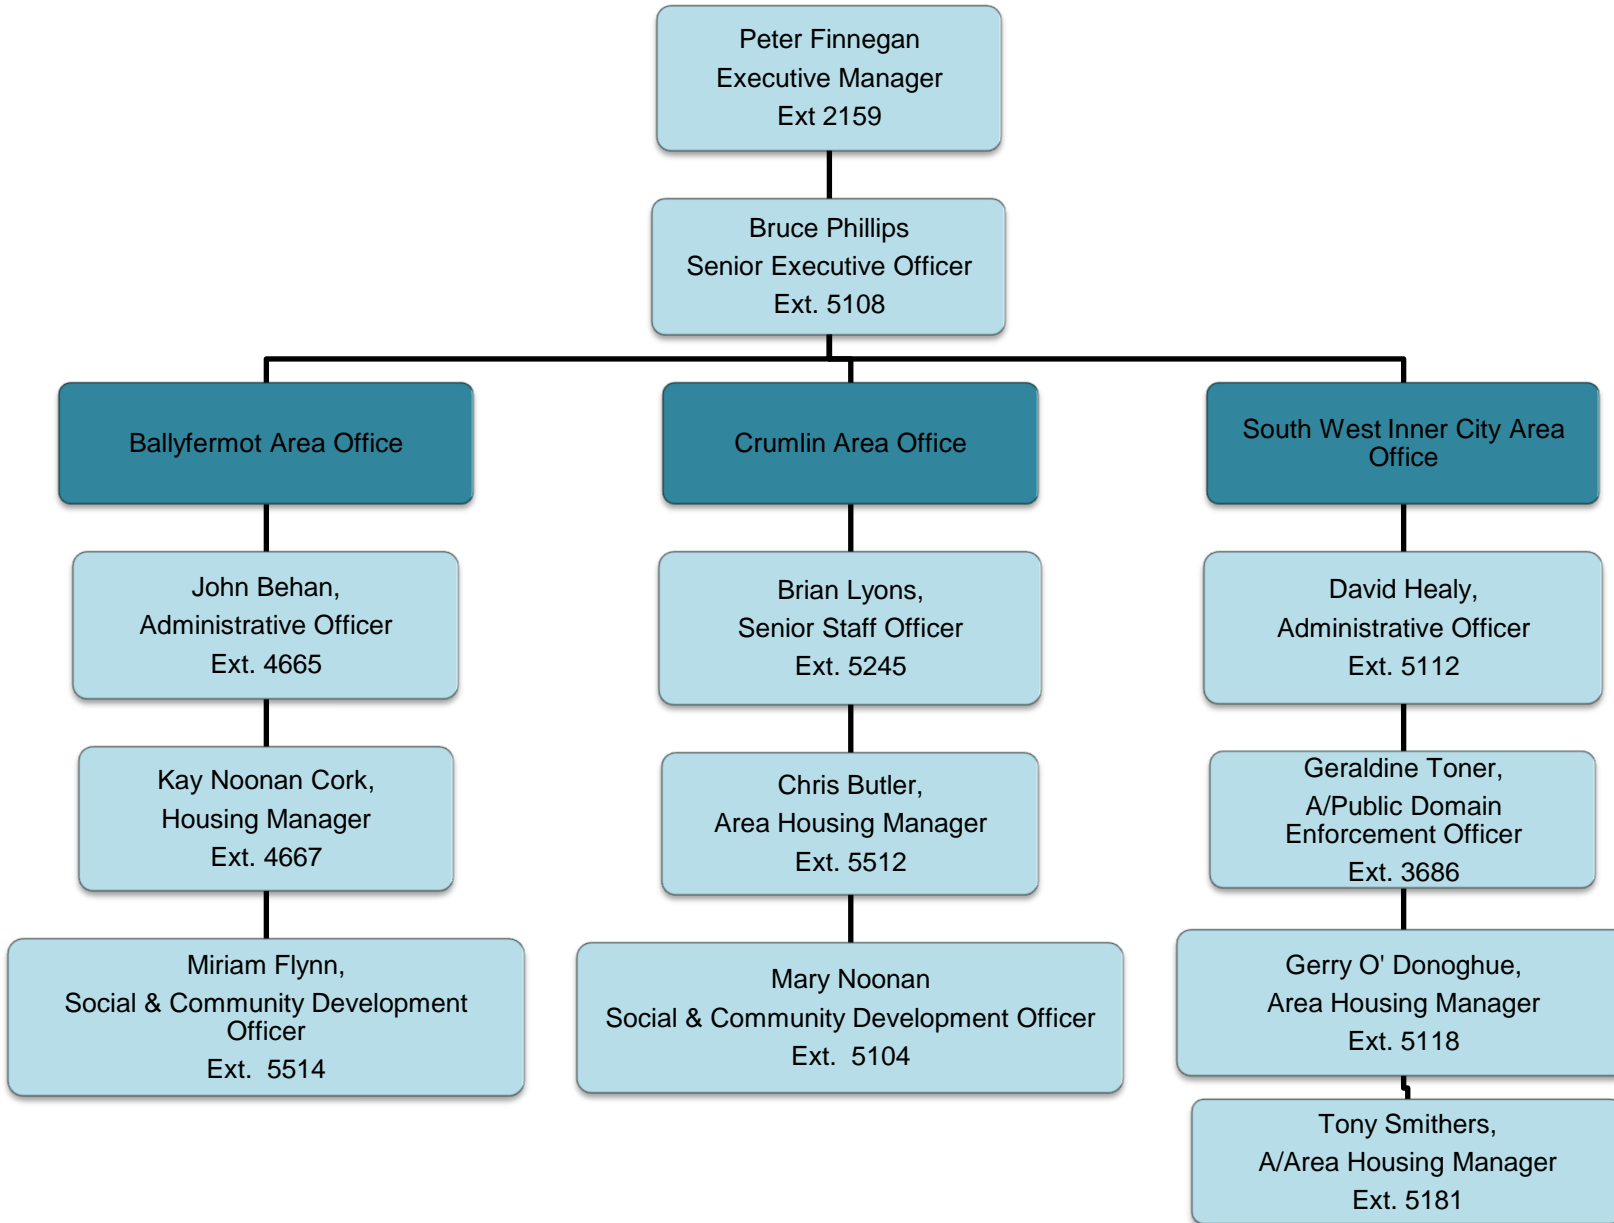 Peter Finnegan
Executive Manager
Ext 2159
Bruce Phillips
Senior Executive Officer
Ext. 5108
Ballyfermot Area Office
Crumlin Area Office
South West Inner City Area
Office
John Behan,
Administrative Officer
Ext. 4665
Brian Lyons,
Senior Staff Officer
Ext. 5245
David Healy,
Administrative Officer
Ext. 5112
Kay Noonan Cork,
Housing Manager
Ext. 4667
Chris Butler,
Area Housing Manager
Ext. 5512
Geraldine Toner,
A/Public Domain
Enforcement Officer
Ext. 3686
Miriam Flynn,
Social & Community Development
Officer
Ext.  5514
Mary Noonan
Social & Community Development Officer
Ext.  5104
Gerry O' Donoghue,
Area Housing Manager
Ext. 5118
Tony Smithers,
A/Area Housing Manager
Ext. 5181